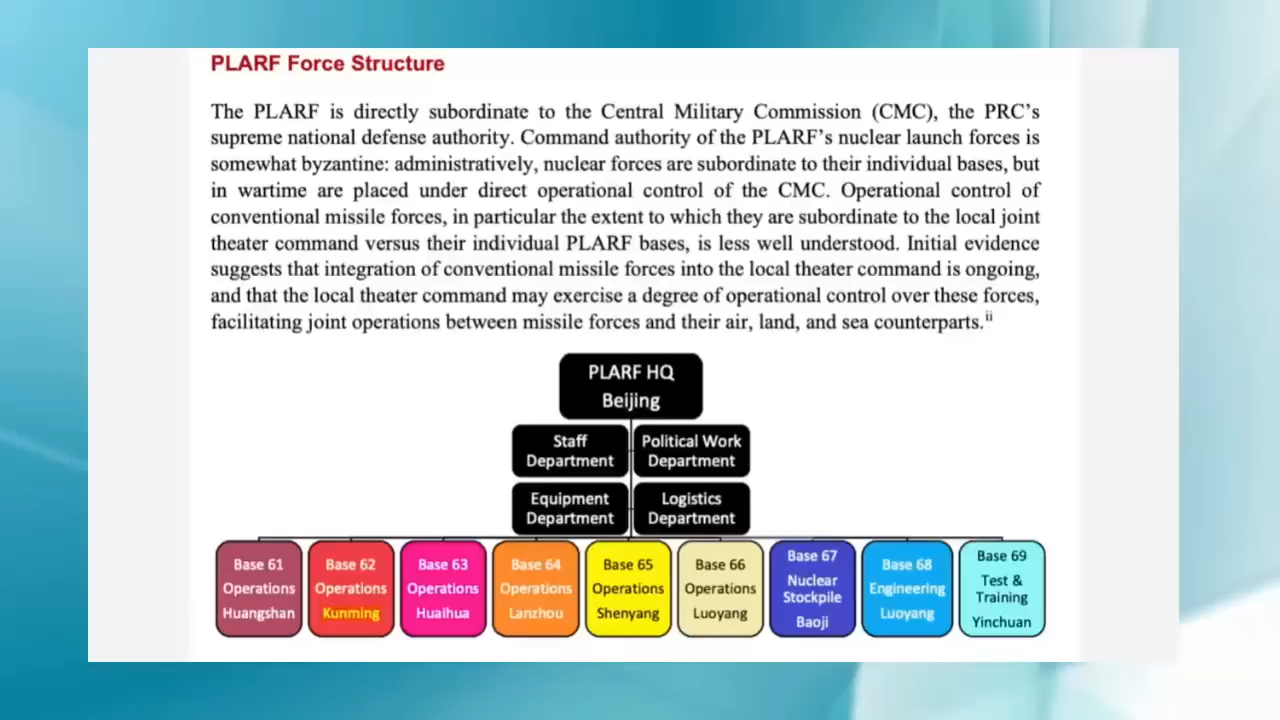 PLARF Force Structure
The PLARF is directly subordinate to the Central Military Commission (CMC), the PRC's
supreme national defense authority. Command authority of the PLARF's nuclear launch forces is
somewhat byzantine: administratively, nuclear forces are subordinate to their individual bases, but
in wartime are placed under direct operational control of the CMC. Operational control of
conventional missile forces, in particular the extent to which they are subordinate to the local joint
theater command versus their individual PLARF bases, is less well understood. Initial evidence
suggests that integration of conventional missile forces into the local theater command is ongoing,
and that the local theater command may exercise a degree of operational control over these forces,
facilitating joint operations between missile forces and their air, land, and sea counterparts.ii
PLARF HQ
Beijing
Staff
Department
Political Work
Department
Equipment
Department
Logistics
Department
Base 61
Operations
Huangshan
Base 62
Operations
Kunming
Base 63
Operations
Huaihua
Base 64
Operations
Lanzhou
Base 65
Operations
Shenyang
Base 66
Operations
Luoyang
Base 67
Nuclear
Stockpile
Baoji
Base 68
Engineering
Luoyang
Base 69
Test &
Training
Yinchuan